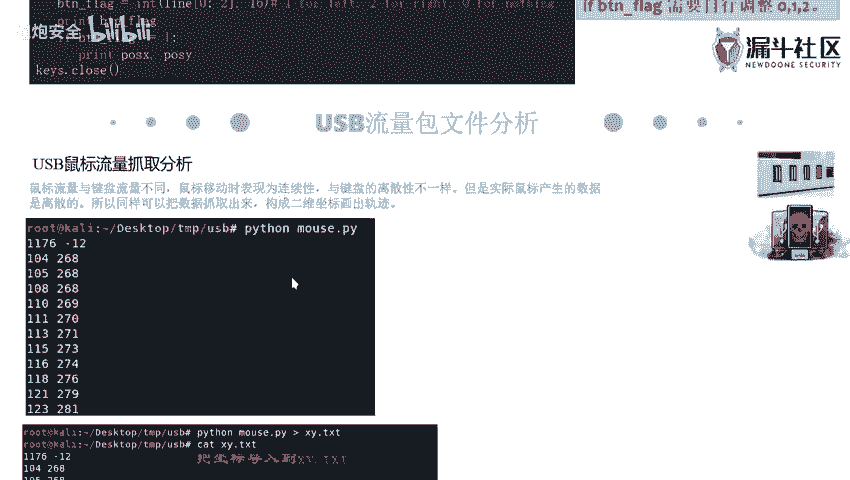 btn_flag = int(line[0: 2], 16)# 1 for left, 2 for right, 0 for nothing
if btn_flag 需要自行调整 0,1,2。
炮安全 bilibili
print posx, posy
keys.close()
漏斗社区
NEWDOONE SECURITY
USB流量包文件分析
USB鼠标流量抓取分析
鼠标流量与键盘流量不同，鼠标移动时表现为连续性，与键盘的离散性不一样。但是实际鼠标产生的数据
是离散的。所以同样可以把数据抓取出来，构成二维坐标画出轨迹。
root@kali:~/Desktop/tmp/usb# python mouse.py
1176 -12
104 268
105 268
108 268
110 269
111 270
113 271
115 273
116 274
118 276
121 279
123 281
root@kali:~/Desktop/tmp/usb# python mouse.py > xy.txt
root@kali:~/Desktop/tmp/usb# cat xy.txt
1176 -12
把坐标导入到xy.txt
104 268